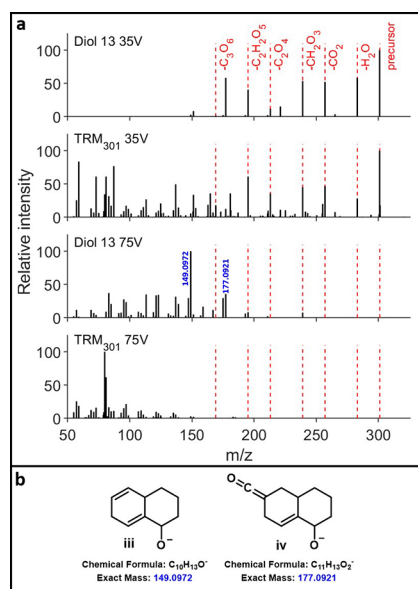 a
Relative intensity
Diol 13 35V
-C3O6
-C2H2O5
-C2O4
-CH2O3
-CO2
-H2O
precursor
100
50
0
TRM301 35V
100
50
0
Diol 13 75V
149.0972
177.0921
100
50
0
TRM301 75V
100
50
0
50 100 150 200 250 300
m/z
b
O
C
O⁻
O⁻
iii
iv
Chemical Formula: C10H13O⁻
Exact Mass: 149.0972
Chemical Formula: C11H13O2⁻
Exact Mass: 177.0921